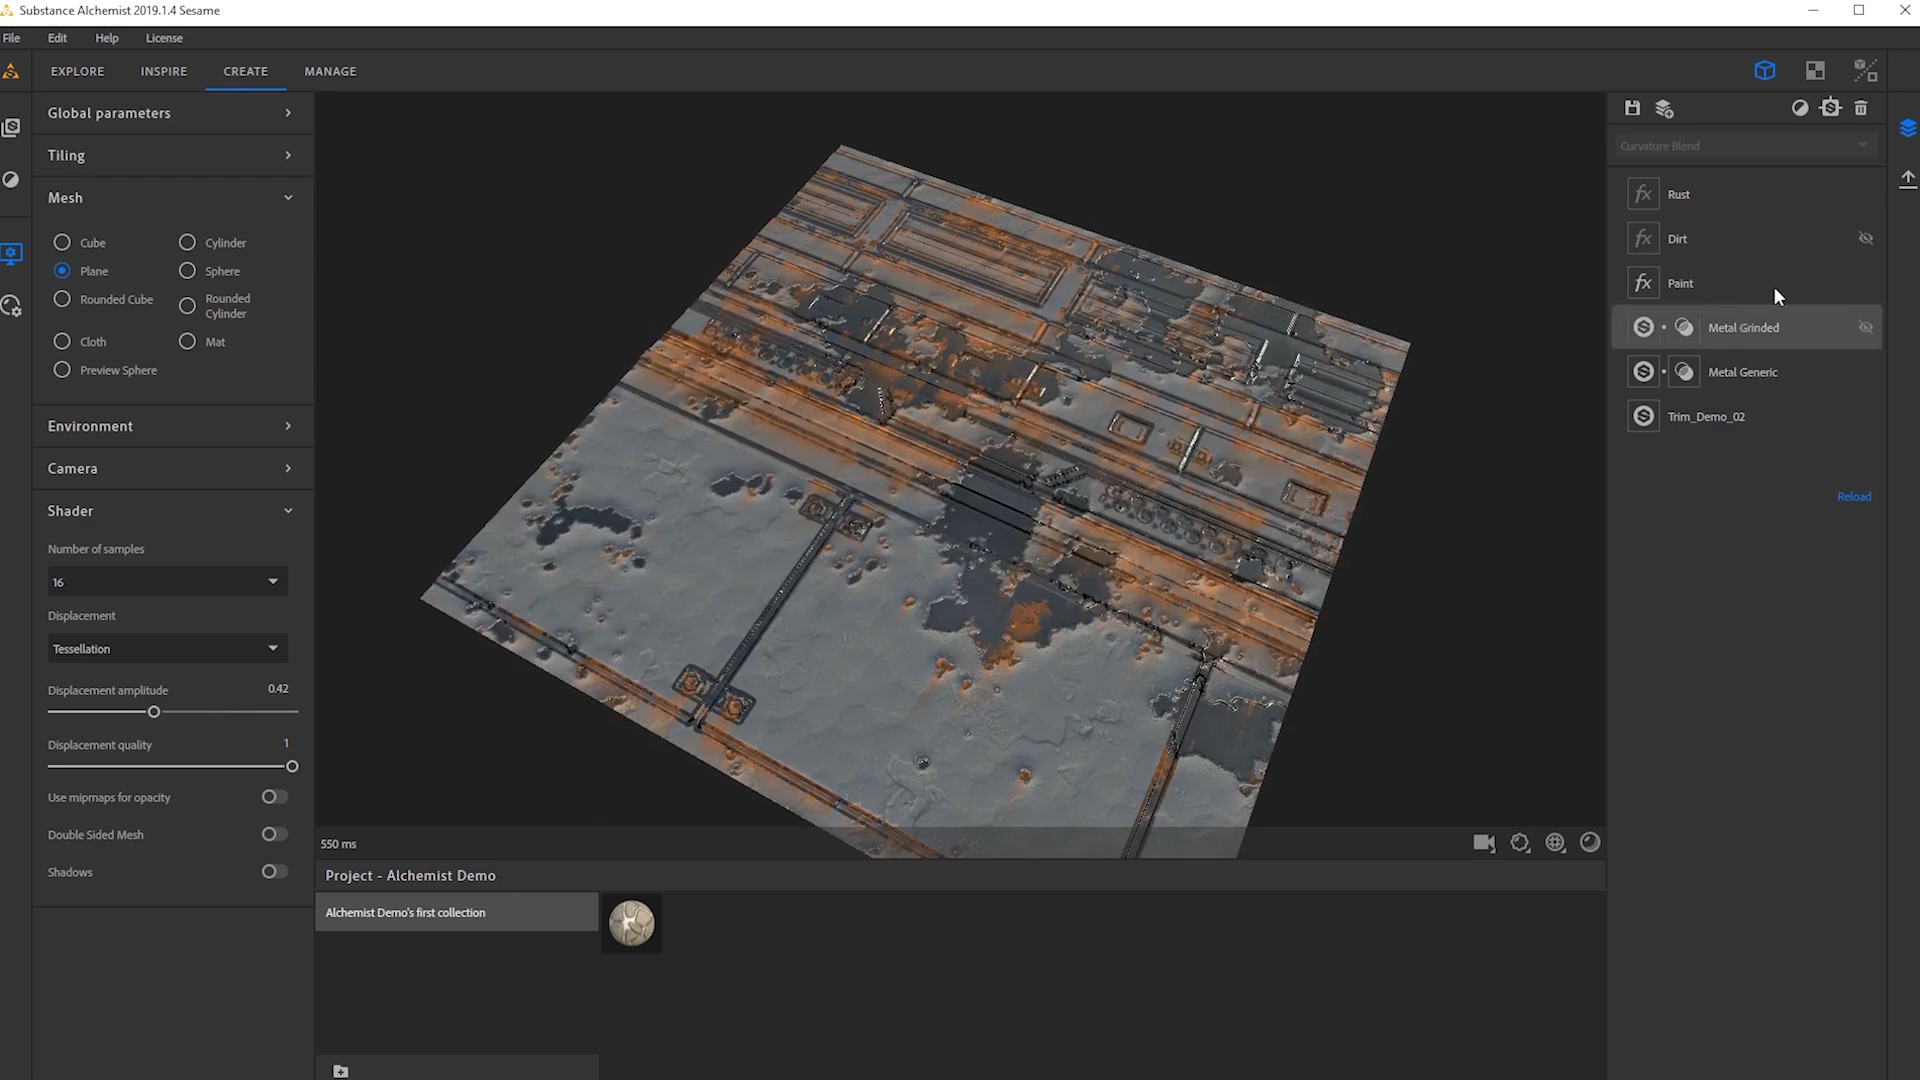 Substance Alchemist 2019.1.4 Sesame
File Edit Help License
EXPLORE INSPIRE CREATE MANAGE
Global parameters
Tiling
Mesh
Cube Cylinder
Plane Sphere
Rounded Cube Rounded Cylinder
Cloth Mat
Preview Sphere
Environment
Camera
Shader
Number of samples
16
Displacement
Tessellation
Displacement amplitude 0.42
Displacement quality 1
Use mipmaps for opacity
Double Sided Mesh
Shadows
550 ms
Project - Alchemist Demo
Alchemist Demo's first collection
Curvature Blend
fx Rust
fx Dirt
fx Paint
Metal Grinded
Metal Generic
Trim_Demo_02
Reload